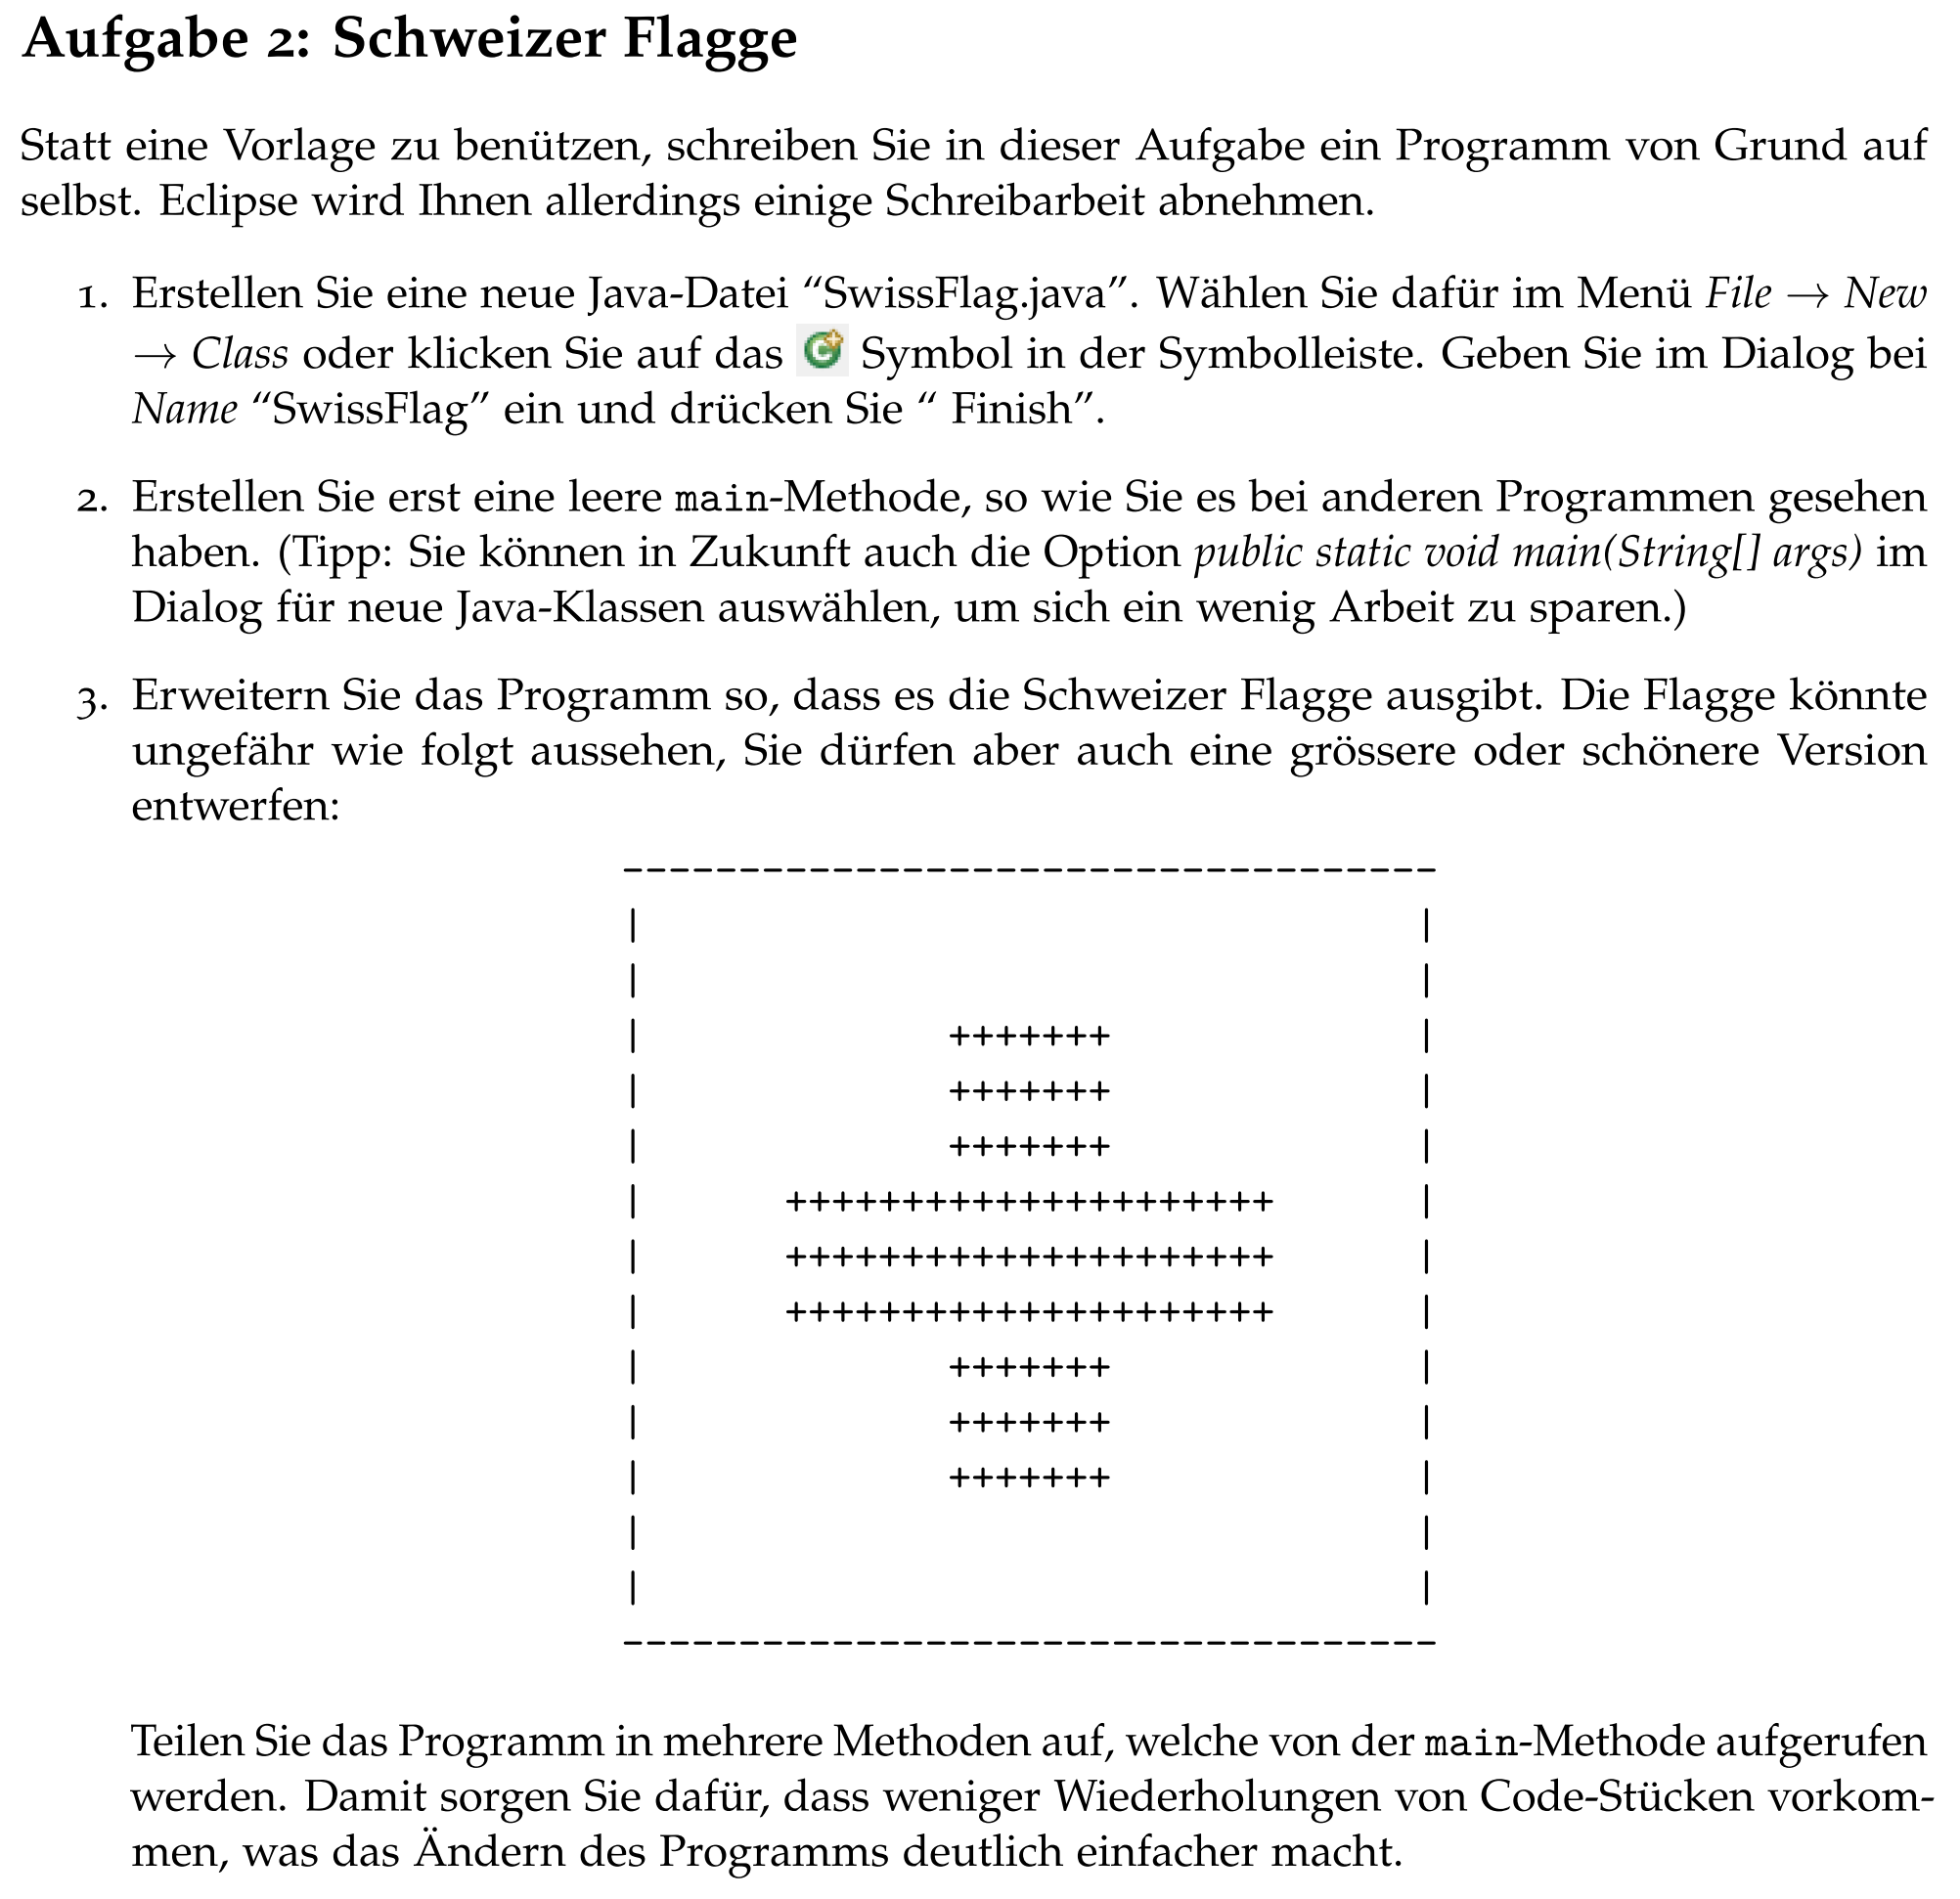 Aufgabe 2: Schweizer Flagge
Statt eine Vorlage zu benützen, schreiben Sie in dieser Aufgabe ein Programm von Grund auf
selbst. Eclipse wird Ihnen allerdings einige Schreibarbeit abnehmen.
1. Erstellen Sie eine neue Java-Datei “SwissFlag.java”. Wählen Sie dafür im Menü File → New
→ Class oder klicken Sie auf das C Symbol in der Symbolleiste. Geben Sie im Dialog bei
Name “SwissFlag” ein und drücken Sie “ Finish”.
2. Erstellen Sie erst eine leere main-Methode, so wie Sie es bei anderen Programmen gesehen
haben. (Tipp: Sie können in Zukunft auch die Option public static void main(String[] args) im
Dialog für neue Java-Klassen auswählen, um sich ein wenig Arbeit zu sparen.)
3. Erweitern Sie das Programm so, dass es die Schweizer Flagge ausgibt. Die Flagge könnte
ungefähr wie folgt aussehen, Sie dürfen aber auch eine grössere oder schönere Version
entwerfen:
-----------------------------------
|                                 |
|                                 |
|             +++++++             |
|             +++++++             |
|             +++++++             |
|      +++++++++++++++++++++      |
|      +++++++++++++++++++++      |
|      +++++++++++++++++++++      |
|             +++++++             |
|             +++++++             |
|             +++++++             |
|                                 |
|                                 |
-----------------------------------
Teilen Sie das Programm in mehrere Methoden auf, welche von der main-Methode aufgerufen
werden. Damit sorgen Sie dafür, dass weniger Wiederholungen von Code-Stücken vorkom-
men, was das Ändern des Programms deutlich einfacher macht.